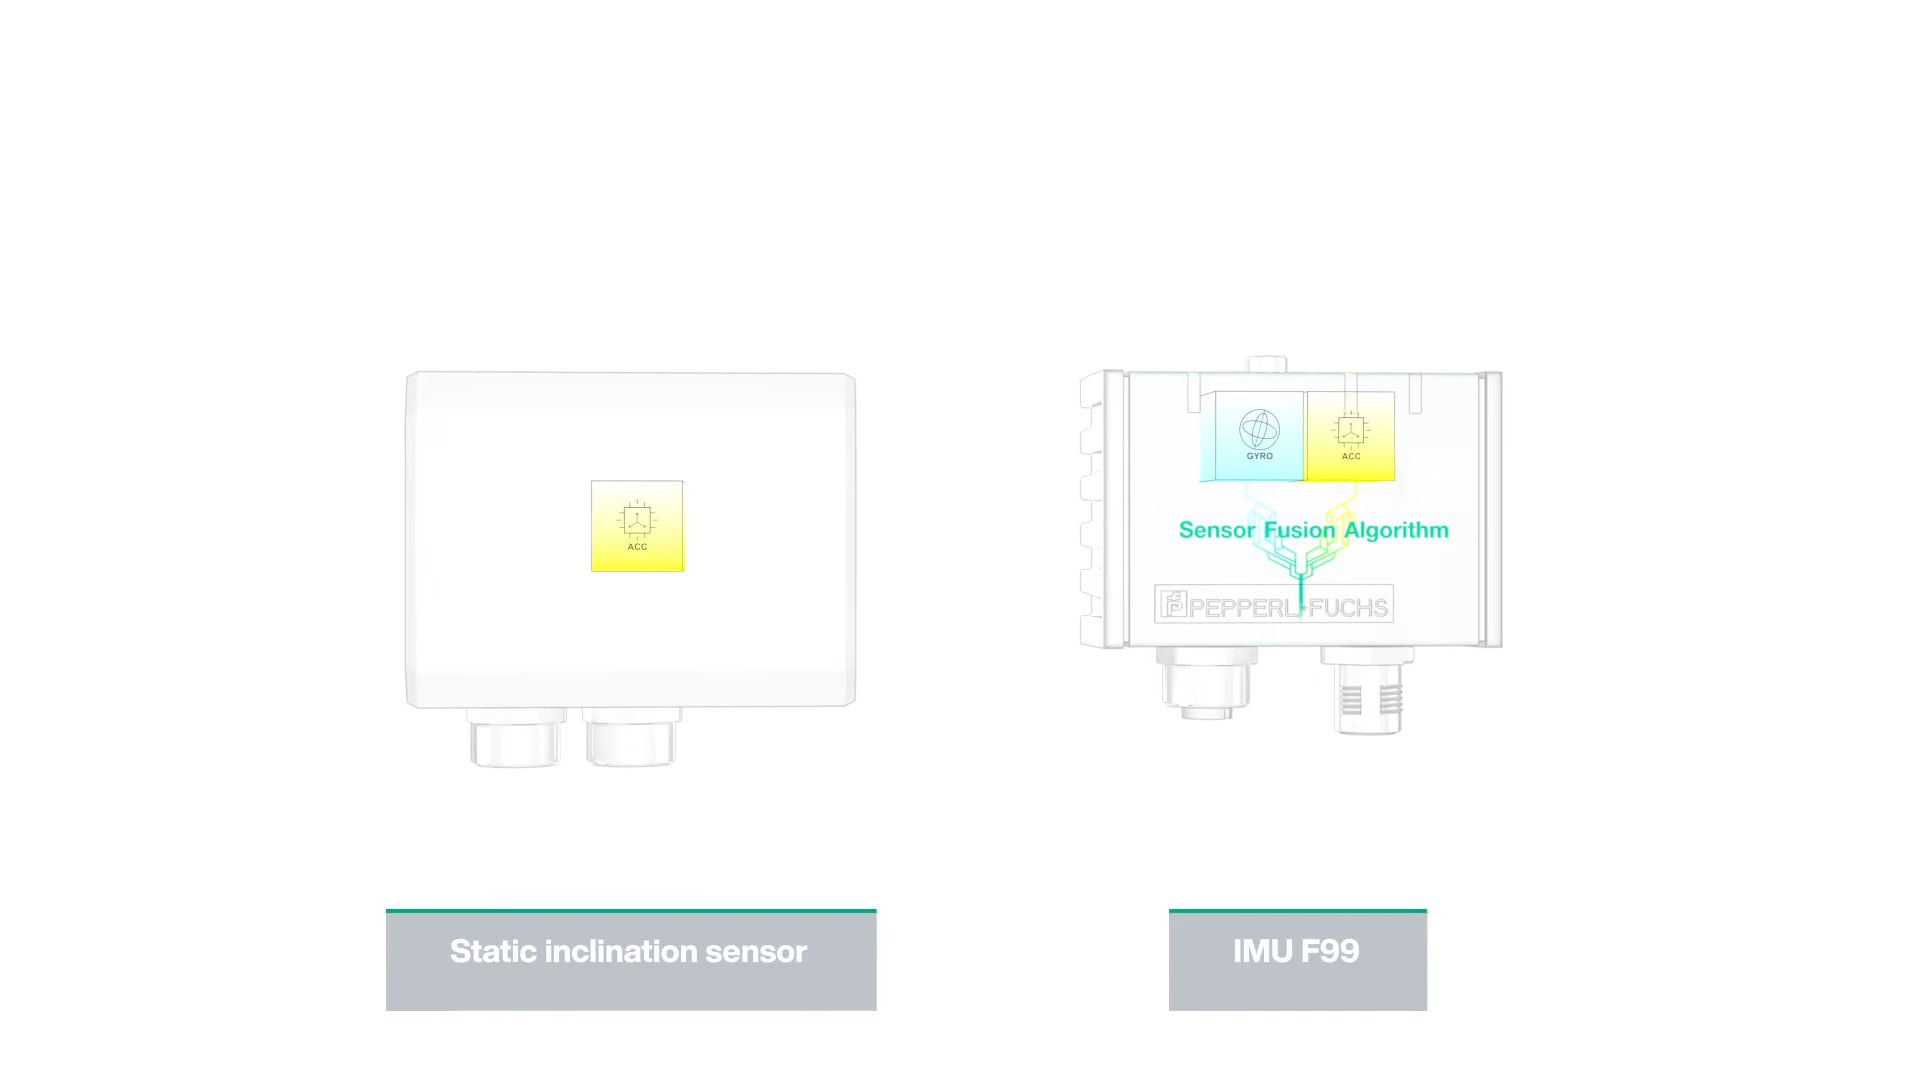 GYRO
ACC
ACC
Sensor Fusion Algorithm
PEPPERL+FUCHS
Static inclination sensor
IMU F99